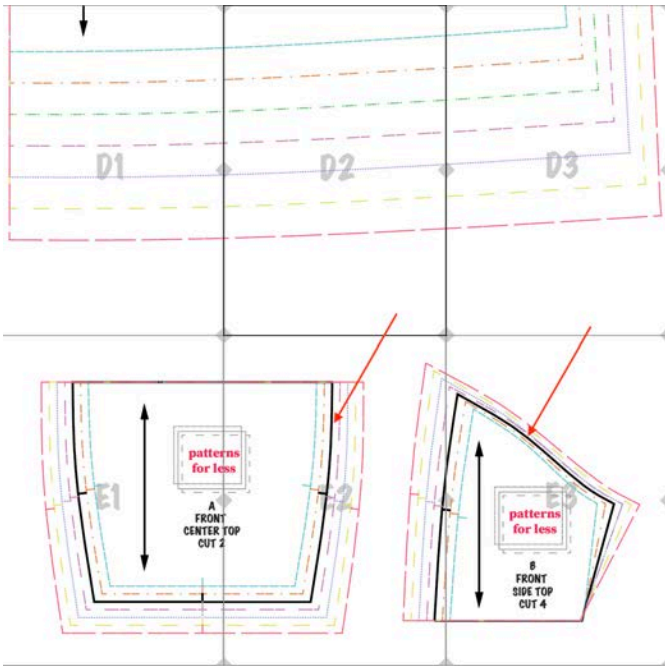 D1
D2
D3
E1
patterns
for less
A
FRONT
CENTER TOP
CUT 2
E2
E3
patterns
for less
B
FRONT
SIDE TOP
CUT 4